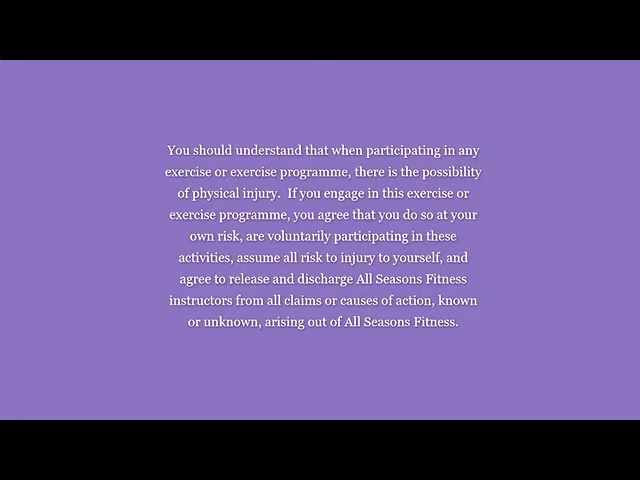 You should understand that when participating in any
exercise or exercise programme, there is the possibility
of physical injury.  If you engage in this exercise or
exercise programme, you agree that you do so at your
own risk, are voluntarily participating in these
activities, assume all risk to injury to yourself, and
agree to release and discharge All Seasons Fitness
instructors from all claims or causes of action, known
or unknown, arising out of All Seasons Fitness.